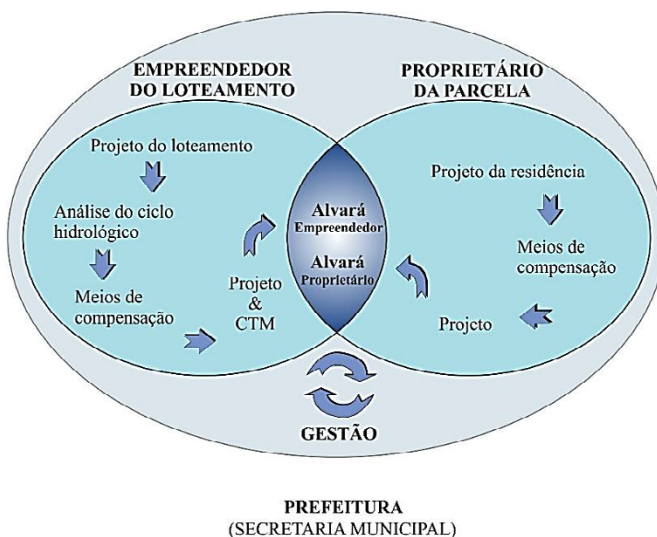 EMPREENDEDOR
DO LOTEAMENTO
Projeto do loteamento
Análise do ciclo
hidrológico
Meios de
compensação
Projeto
&
CTM
Alvará
Empreendedor
Alvará
Proprietário
PROPRIETÁRIO
DA PARCELA
Projeto da residência
Meios de
compensação
Projeto
GESTÃO
PREFEITURA
(SECRETARIA MUNICIPAL)